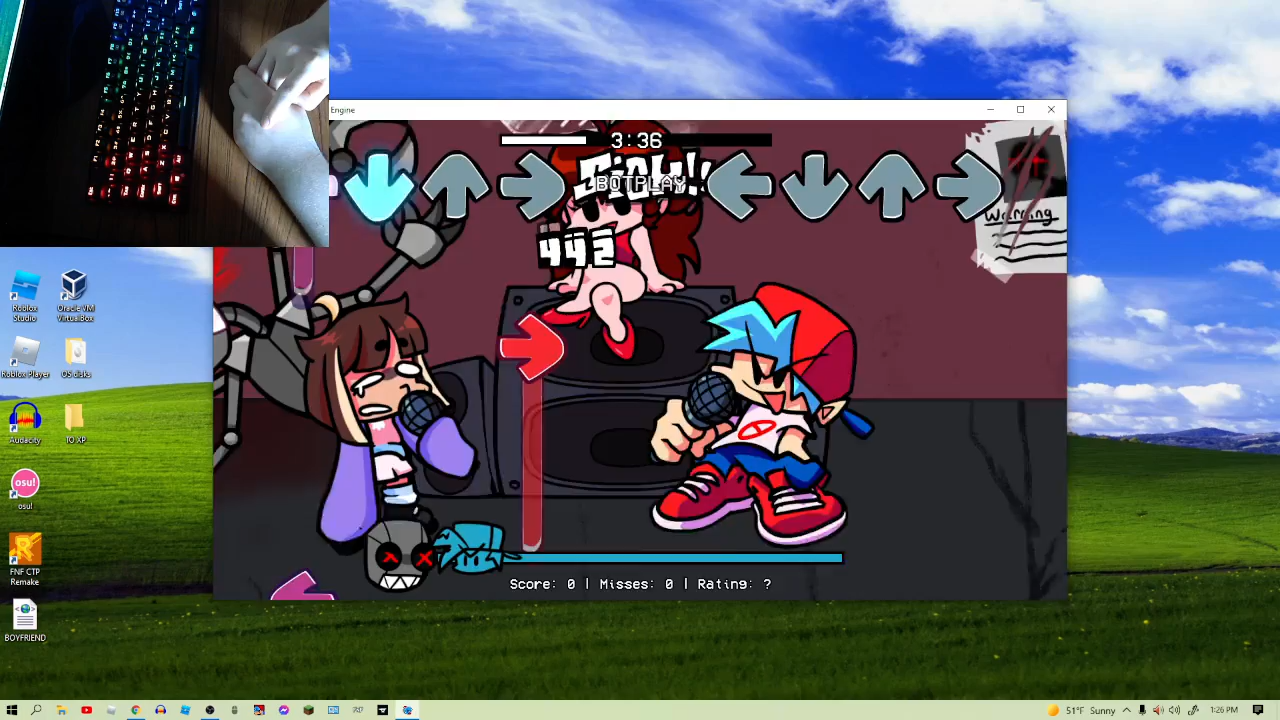 Engine
3:36
SICK!!
BOTPLAY
442
Warning
Roblox
Studio
Oracle VM
VirtualBox
Roblox Player
OS disks
Audacity
IO XP
osu!
osu!
FNF CTP
Remake
BOYFRIEND
Score: 0 | Misses: 0 | Rating: ?
51°F Sunny
1:26 PM